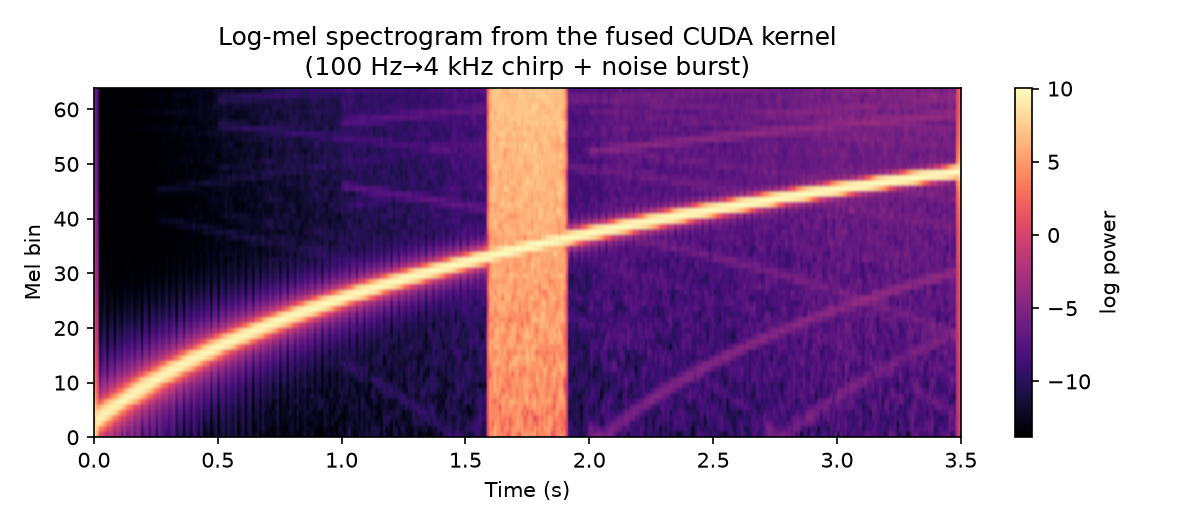 Log-mel spectrogram from the fused CUDA kernel
(100 Hz→4 kHz chirp + noise burst)
Mel bin
60
50
40
30
20
10
0
0.0 0.5 1.0 1.5 2.0 2.5 3.0 3.5
Time (s)
10
5
0
−5
−10
log power